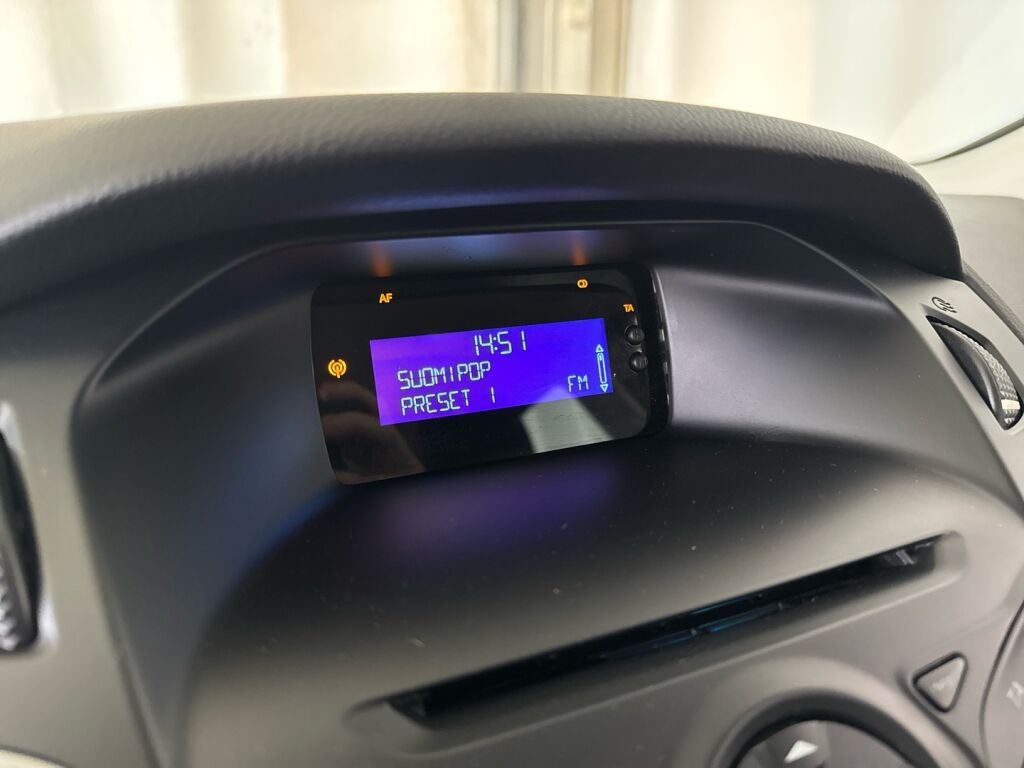 AF
TA
14:51
SUOMIPOP
FM
PRESET 1